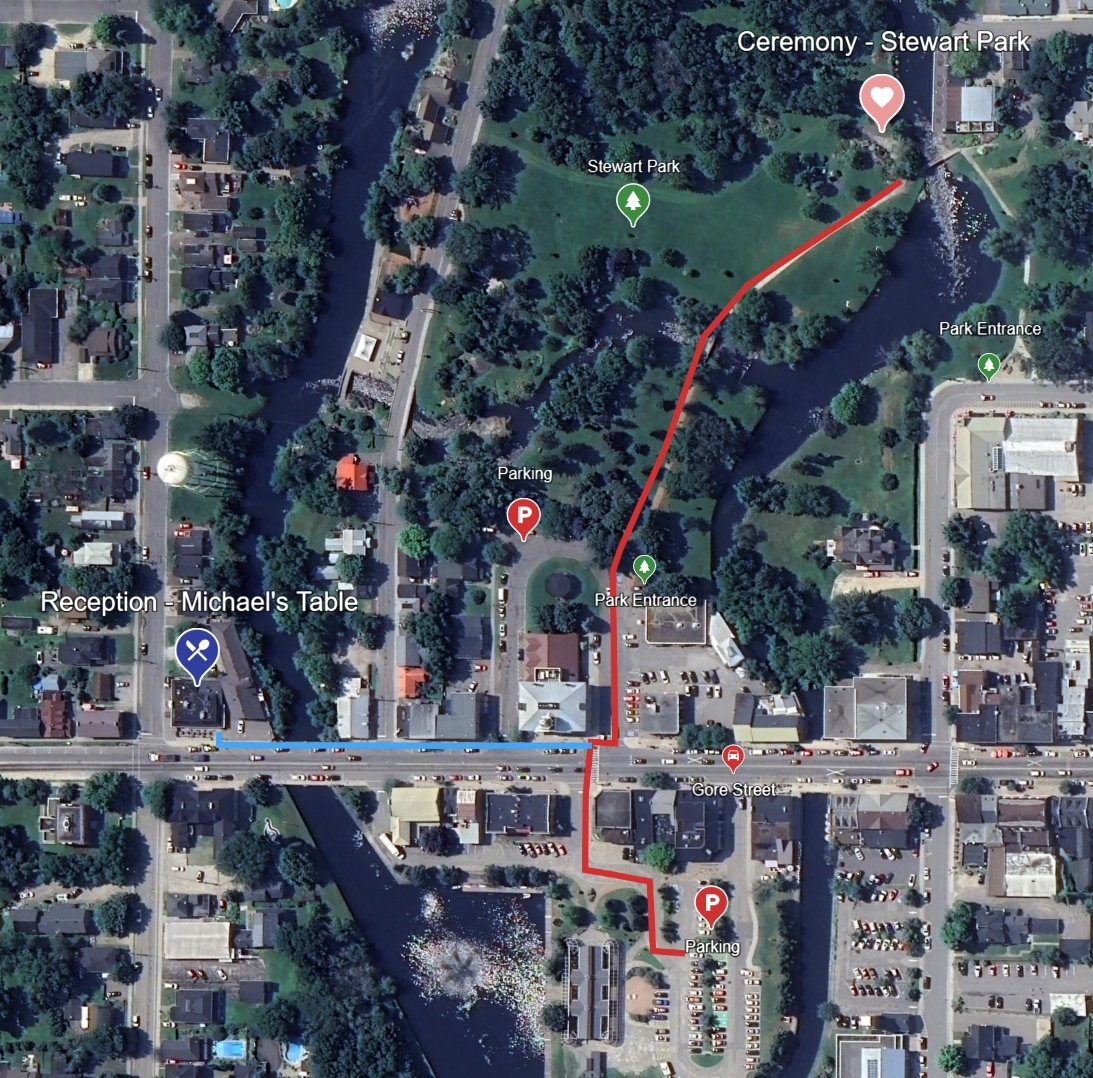 Ceremony - Stewart Park
Stewart Park
Park Entrance
Parking
P
Park Entrance
Reception - Michael's Table
Gore Street
P
Parking